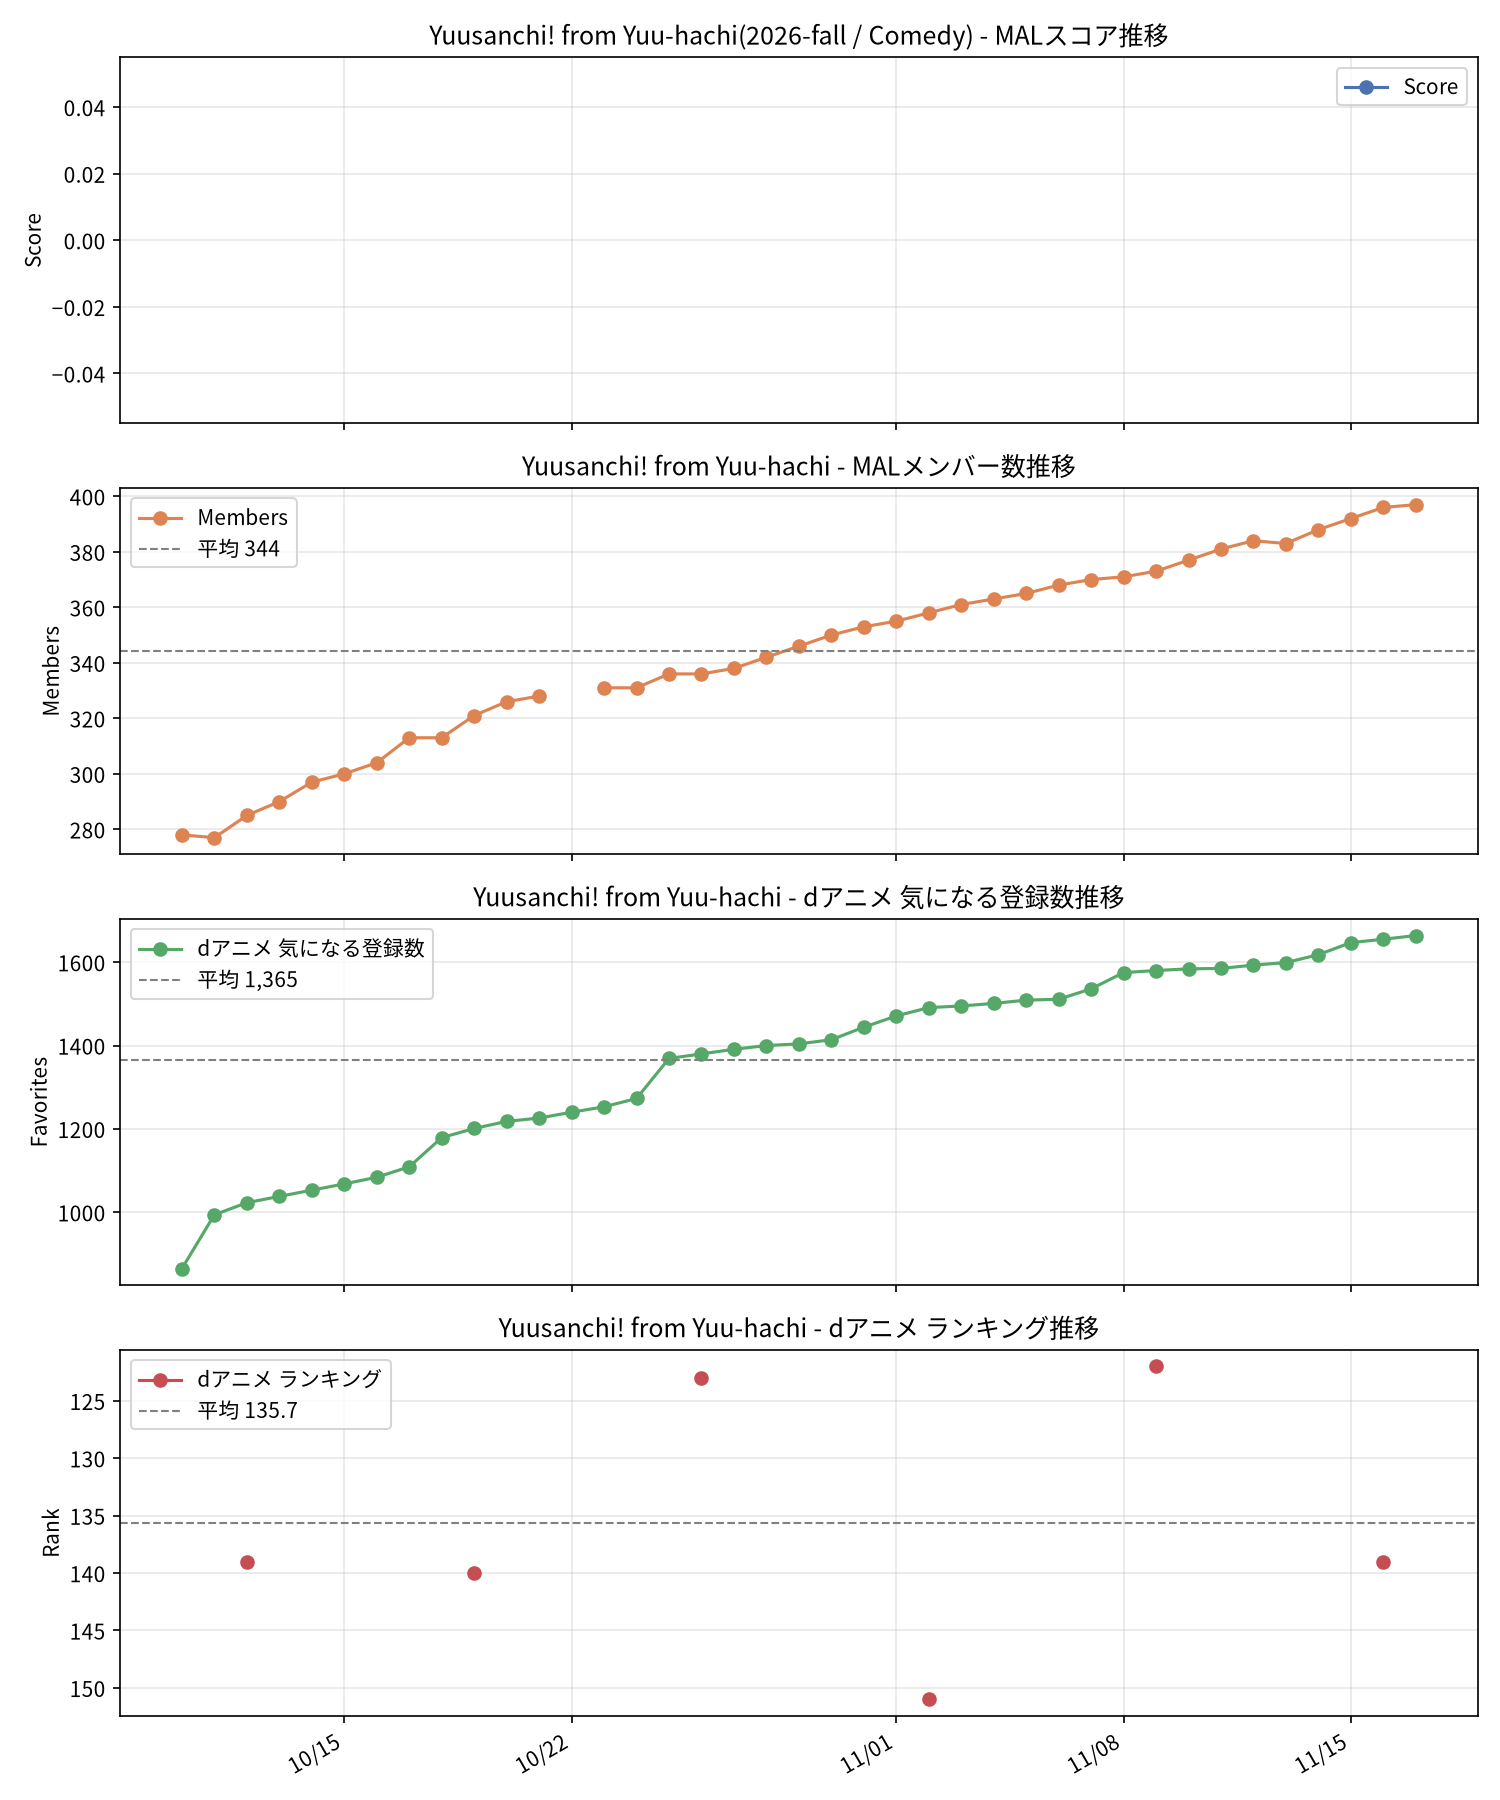 Yuusanchi! from Yuu-hachi(2026-fall / Comedy) - MALスコア推移
Score
0.04
0.02
0.00
−0.02
−0.04
Score
Yuusanchi! from Yuu-hachi - MALメンバー数推移
Members
平均 344
400
380
360
340
320
300
280
Members
Yuusanchi! from Yuu-hachi - dアニメ 気になる登録数推移
dアニメ 気になる登録数
平均 1,365
1600
1400
1200
1000
Favorites
Yuusanchi! from Yuu-hachi - dアニメ ランキング推移
dアニメ ランキング
平均 135.7
125
130
135
140
145
150
Rank
10/15
10/22
11/01
11/08
11/15